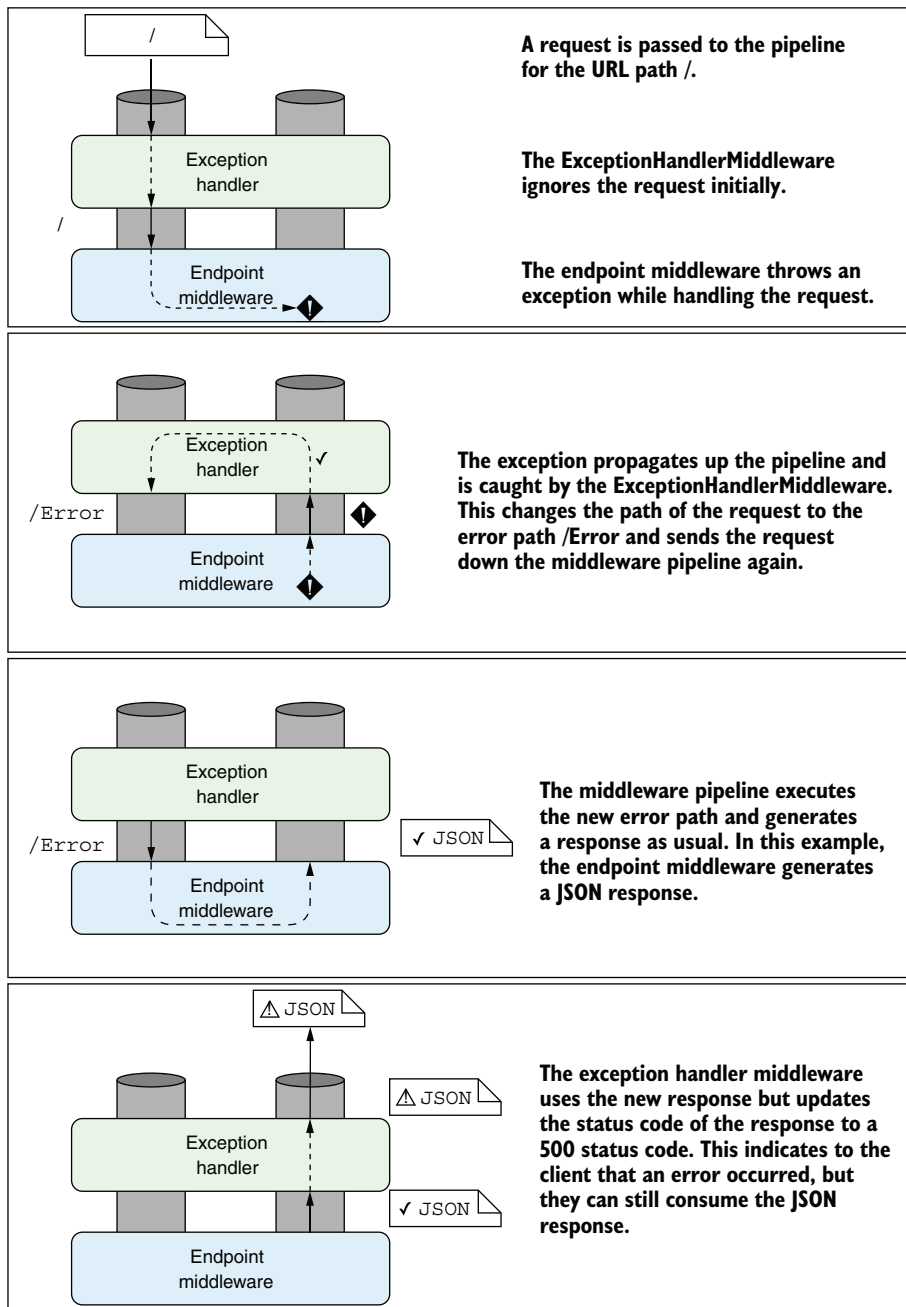 /
A request is passed to the pipeline
for the URL path /.
Exception
handler
The ExceptionHandlerMiddleware
ignores the request initially.
/
Endpoint
middleware
The endpoint middleware throws an
exception while handling the request.
Exception
handler
/Error
Endpoint
middleware
The exception propagates up the pipeline and
is caught by the ExceptionHandlerMiddleware.
This changes the path of the request to the
error path /Error and sends the request
down the middleware pipeline again.
Exception
handler
/Error
✓ JSON
Endpoint
middleware
The middleware pipeline executes
the new error path and generates
a response as usual. In this example,
the endpoint middleware generates
a JSON response.
⚠ JSON
⚠ JSON
Exception
handler
✓ JSON
Endpoint
middleware
The exception handler middleware
uses the new response but updates
the status code of the response to a
500 status code. This indicates to the
client that an error occurred, but
they can still consume the JSON
response.